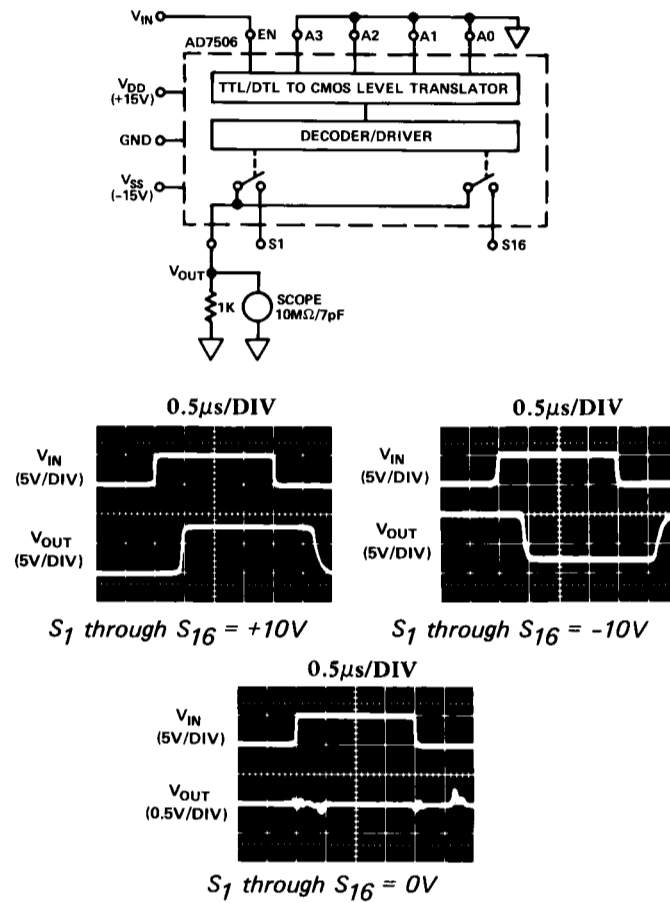 VIN
EN A3 A2 A1 A0
AD7506
VDD
(+15V)
TTL/DTL TO CMOS LEVEL TRANSLATOR
GND
DECODER/DRIVER
VSS
(-15V)
S1 S16
VOUT
1K
SCOPE
10MΩ/7pF
0.5μs/DIV
VIN
(5V/DIV)
VOUT
(5V/DIV)
S1 through S16 = +10V
0.5μs/DIV
VIN
(5V/DIV)
VOUT
(5V/DIV)
S1 through S16 = -10V
0.5μs/DIV
VIN
(5V/DIV)
VOUT
(0.5V/DIV)
S1 through S16 = 0V